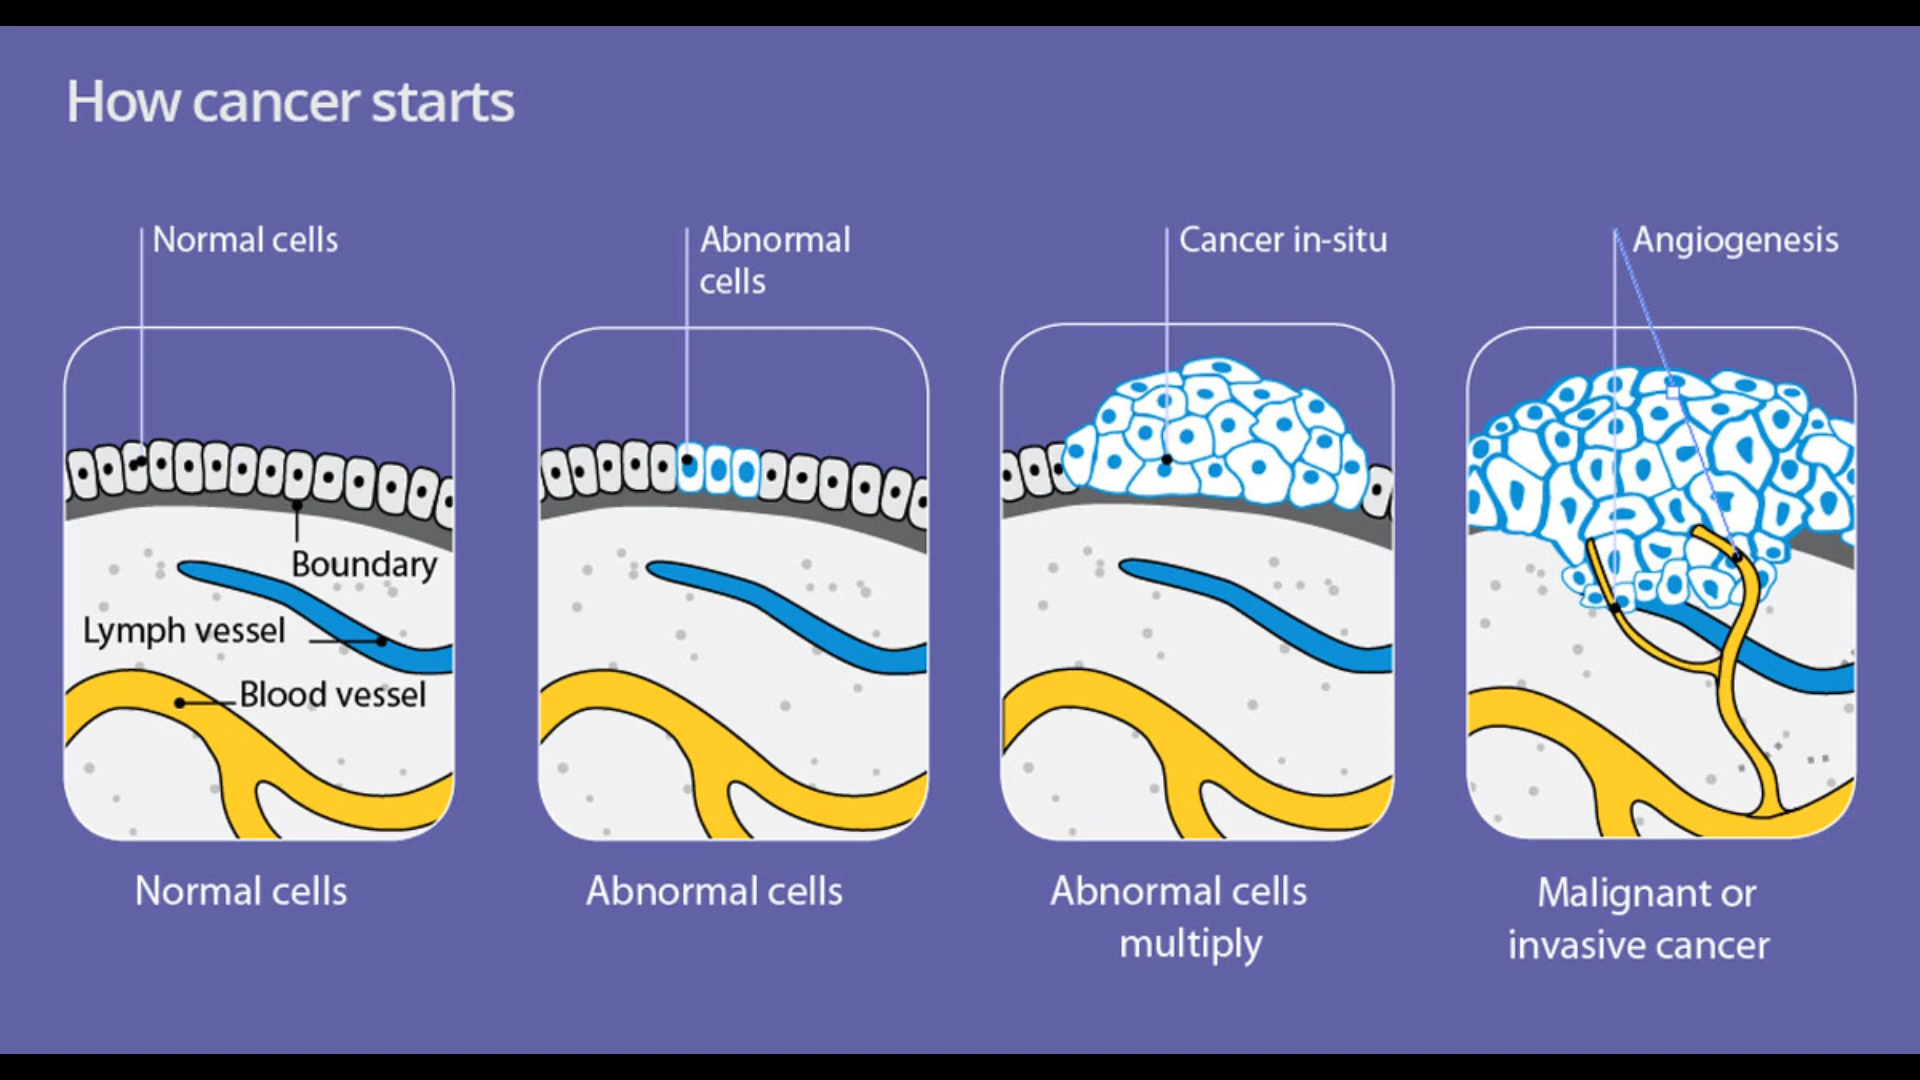 How cancer starts
Normal cells
Abnormal
cells
Cancer in-situ
Angiogenesis
Boundary
Lymph vessel
Blood vessel
Normal cells
Abnormal cells
Abnormal cells
multiply
Malignant or
invasive cancer